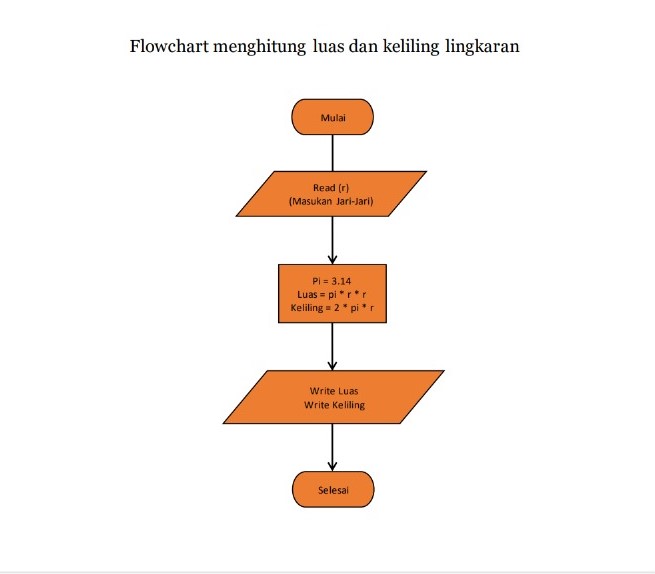 Flowchart menghitung luas dan keliling lingkaran
Mulai
Read (r)
(Masukan Jari-Jari)
Pi = 3.14
Luas = pi * r * r
Keliling = 2 * pi * r
Write Luas
Write Keliling
Selesai